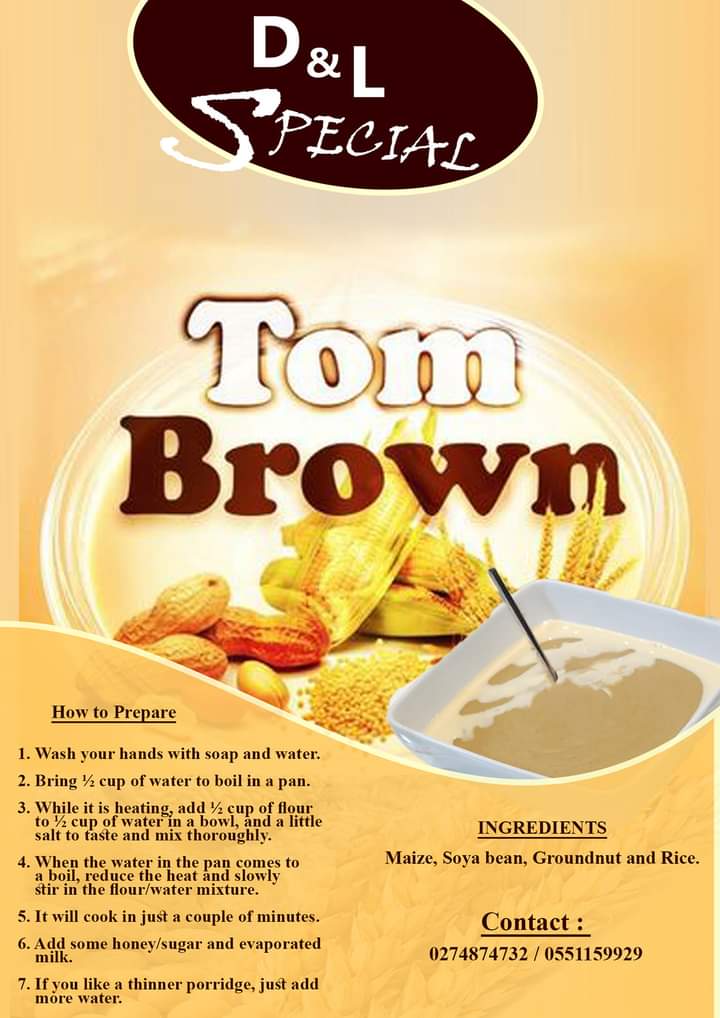 D & L
SPECIAL
Tom
Brown
How to Prepare
1. Wash your hands with soap and water.
2. Bring ½ cup of water to boil in a pan.
3. While it is heating, add ½ cup of flour
to ½ cup of water in a bowl, and a little
salt to taste and mix thoroughly.
4. When the water in the pan comes to
a boil, reduce the heat and slowly
stir in the flour/water mixture.
5. It will cook in just a couple of minutes.
6. Add some honey/sugar and evaporated
milk.
7. If you like a thinner porridge, just add
more water.
INGREDIENTS
Maize, Soya bean, Groundnut and Rice.
Contact :
0274874732 / 0551159929